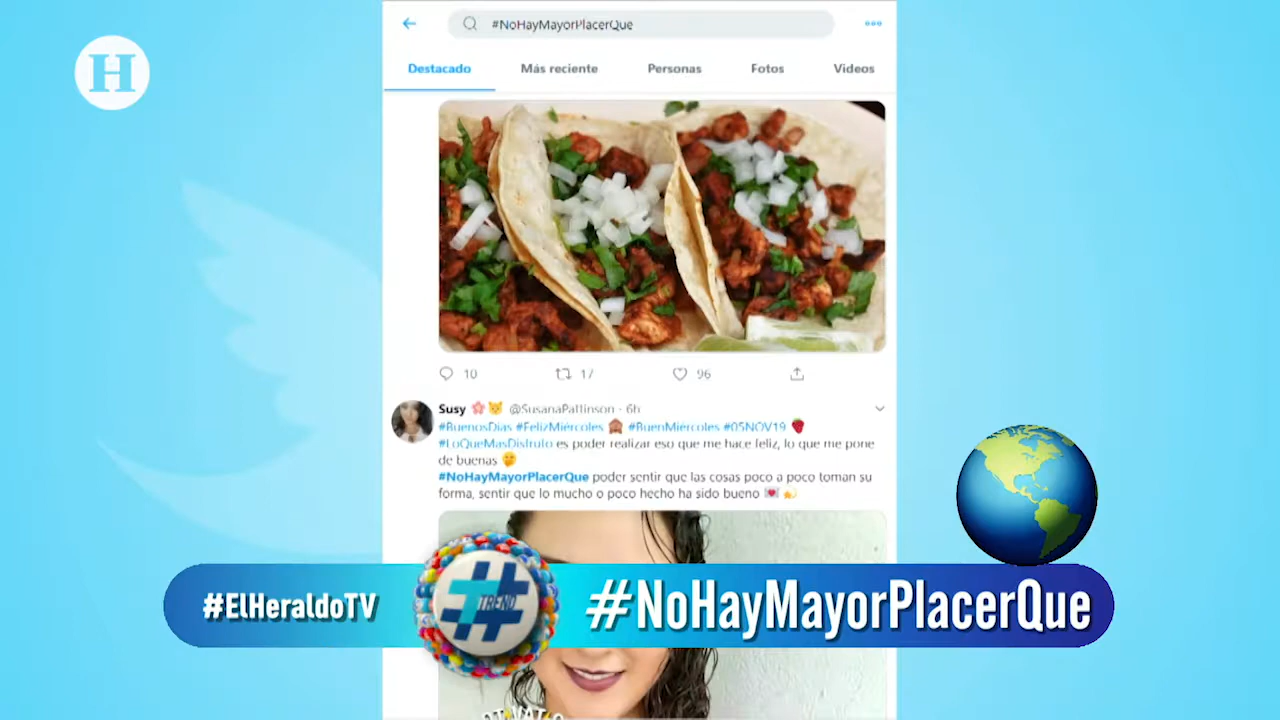 H
#NoHayMayorPlacerQue
Destacado Más reciente Personas Fotos Videos
10 17 96
Susy @SusanaPattinson · 6h
#BuenosDias #FelizMiércoles #BuenMiércoles #05NOV19
#LoQueMasDisfruto es poder realizar eso que me hace feliz, lo que me pone
de buenas
#NoHayMayorPlacerQue poder sentir que las cosas poco a poco toman su
forma, sentir que lo mucho o poco hecho ha sido bueno
#ElHeraldoTV
# TREND
#NoHayMayorPlacerQue